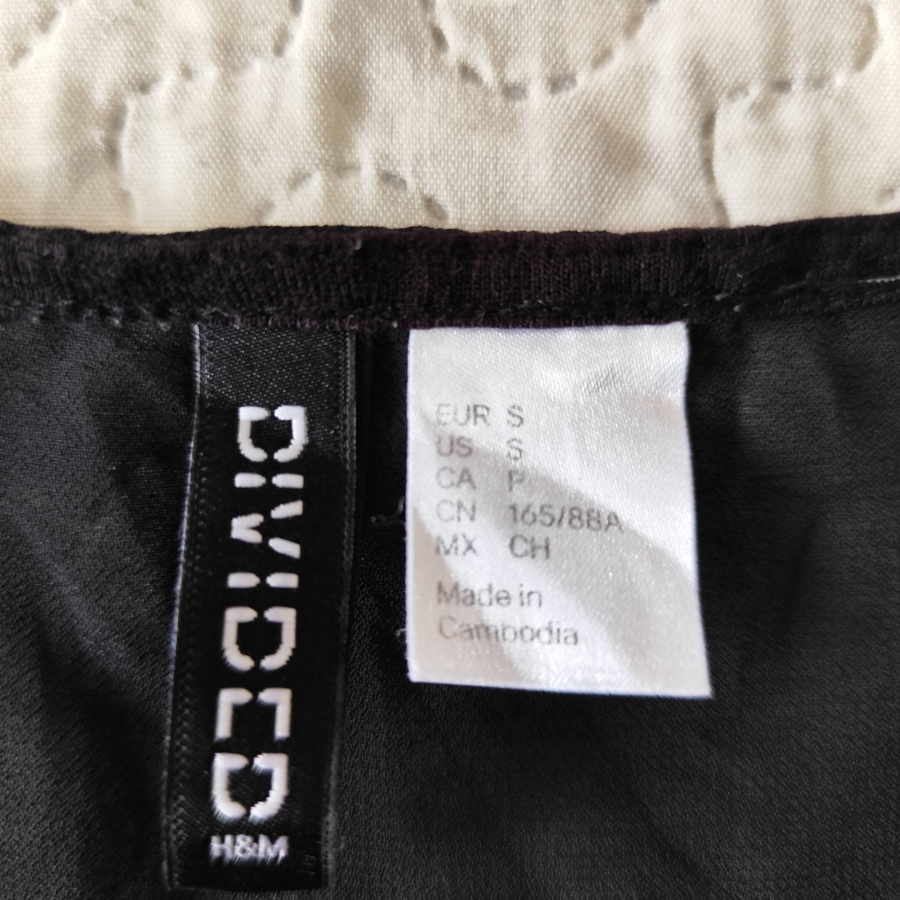 DIVIDED
H&M
EUR S
US S
CA P
CN 165/88A
MX CH
Made in
Cambodia